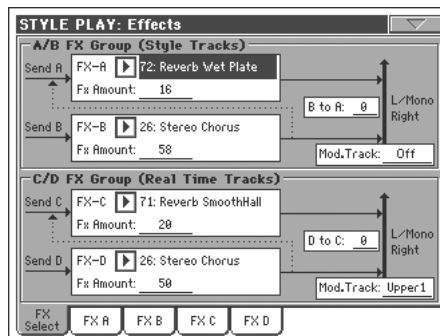 STYLE PLAY: Effects
A/B FX Group (Style Tracks)
Send A
FX-A 72: Reverb Wet Plate
Fx Amount: 16
B to A: 0
L/Mono
Right
Send B
FX-B 26: Stereo Chorus
Fx Amount: 58
Mod.Track: Off
C/D FX Group (Real Time Tracks)
Send C
FX-C 71: Reverb SmoothHall
Fx Amount: 20
D to C: 0
L/Mono
Right
Send D
FX-D 26: Stereo Chorus
Fx Amount: 50
Mod.Track: Upper1
FX
Select
FX A
FX B
FX C
FX D